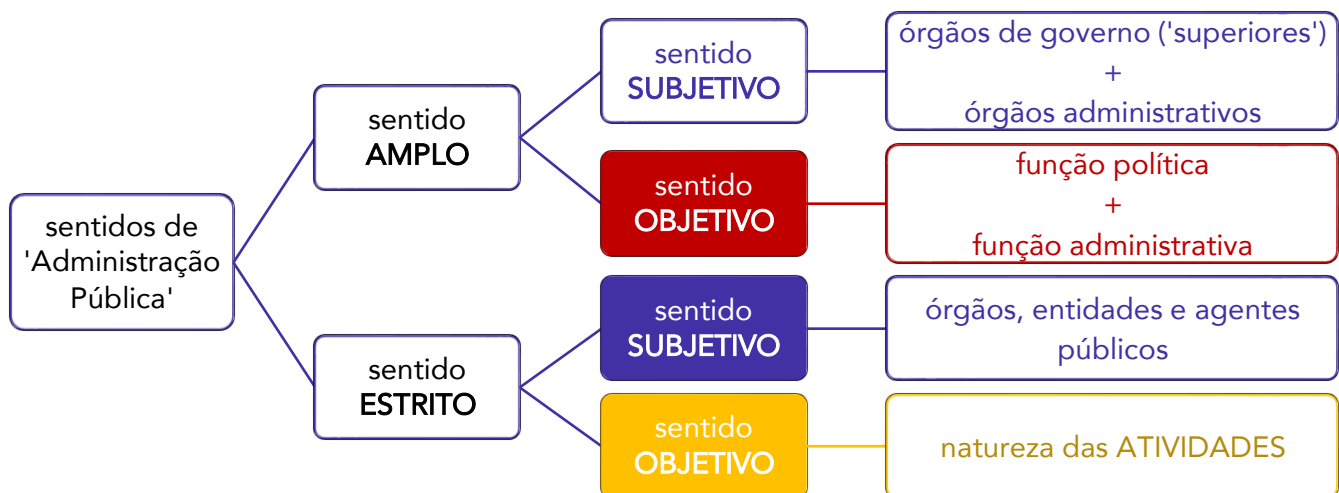 sentidos de
'Administração
Pública'
sentido
AMPLO
sentido
SUBJETIVO
órgãos de governo ('superiores')
+
órgãos administrativos
sentido
OBJETIVO
função política
+
função administrativa
sentido
ESTRITO
sentido
SUBJETIVO
órgãos, entidades e agentes
públicos
sentido
OBJETIVO
natureza das ATIVIDADES